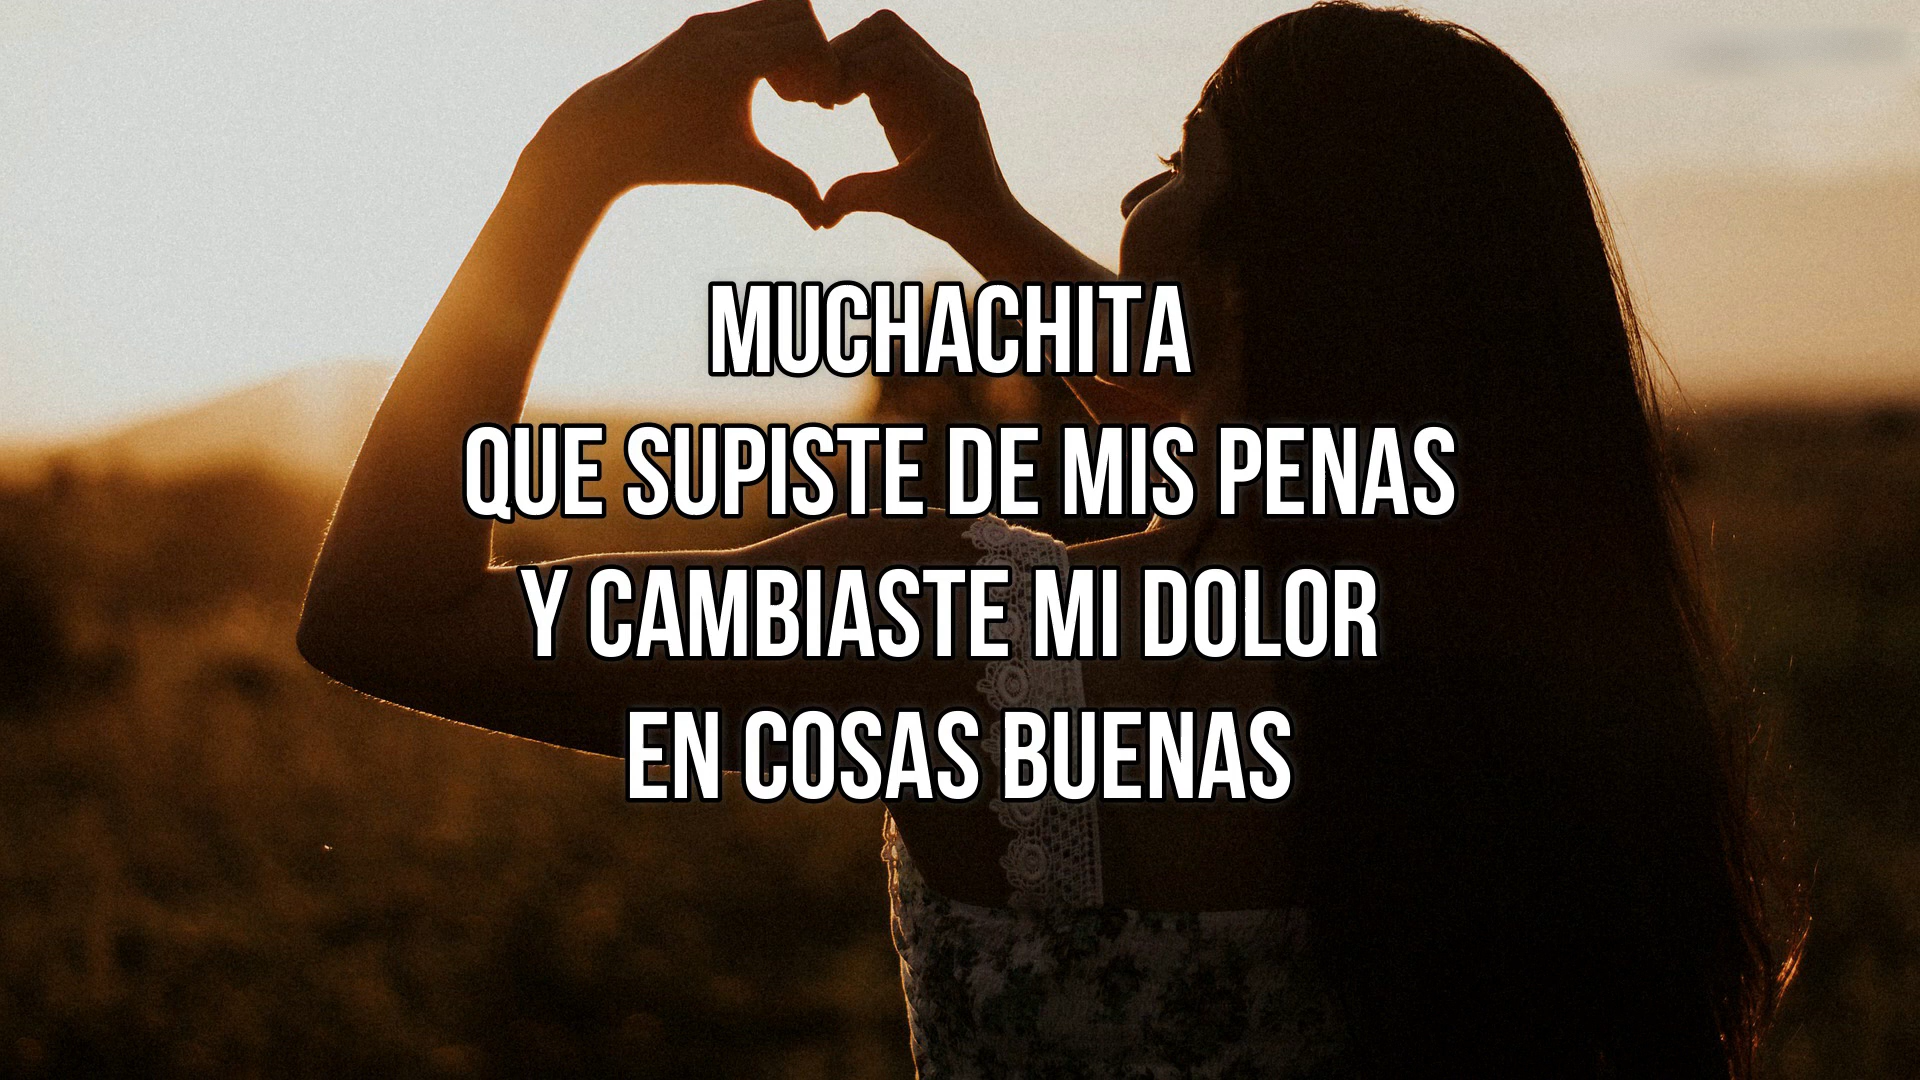 MUCHACHITA
QUE SUPISTE DE MIS PENAS
Y CAMBIASTE MI DOLOR
EN COSAS BUENAS